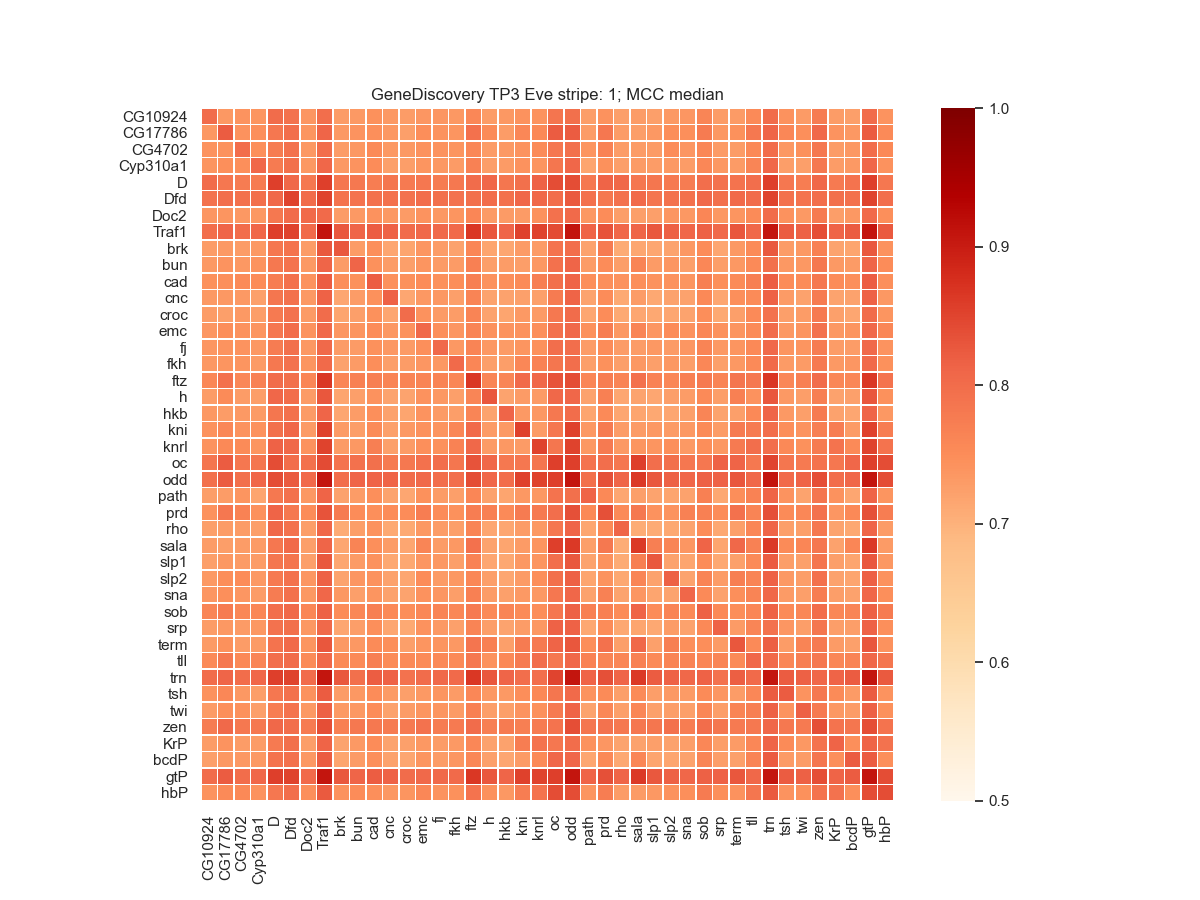 GeneDiscovery TP3 Eve stripe: 1; MCC median
CG10924
CG17786
CG4702
Cyp310a1
D
Dfd
Doc2
Traf1
brk
bun
cad
cnc
croc
emc
fj
fkh
ftz
h
hkb
kni
knrl
oc
odd
path
prd
rho
sala
slp1
slp2
sna
sob
srp
term
tll
trn
tsh
twi
zen
KrP
bcdP
gtP
hbP
CG10924
CG17786
CG4702
Cyp310a1
D
Dfd
Doc2
Traf1
brk
bun
cad
cnc
croc
emc
fj
fkh
ftz
h
hkb
kni
knrl
oc
odd
path
prd
rho
sala
slp1
slp2
sna
sob
srp
term
tll
trn
tsh
twi
zen
KrP
bcdP
gtP
hbP
1.0
0.9
0.8
0.7
0.6
0.5